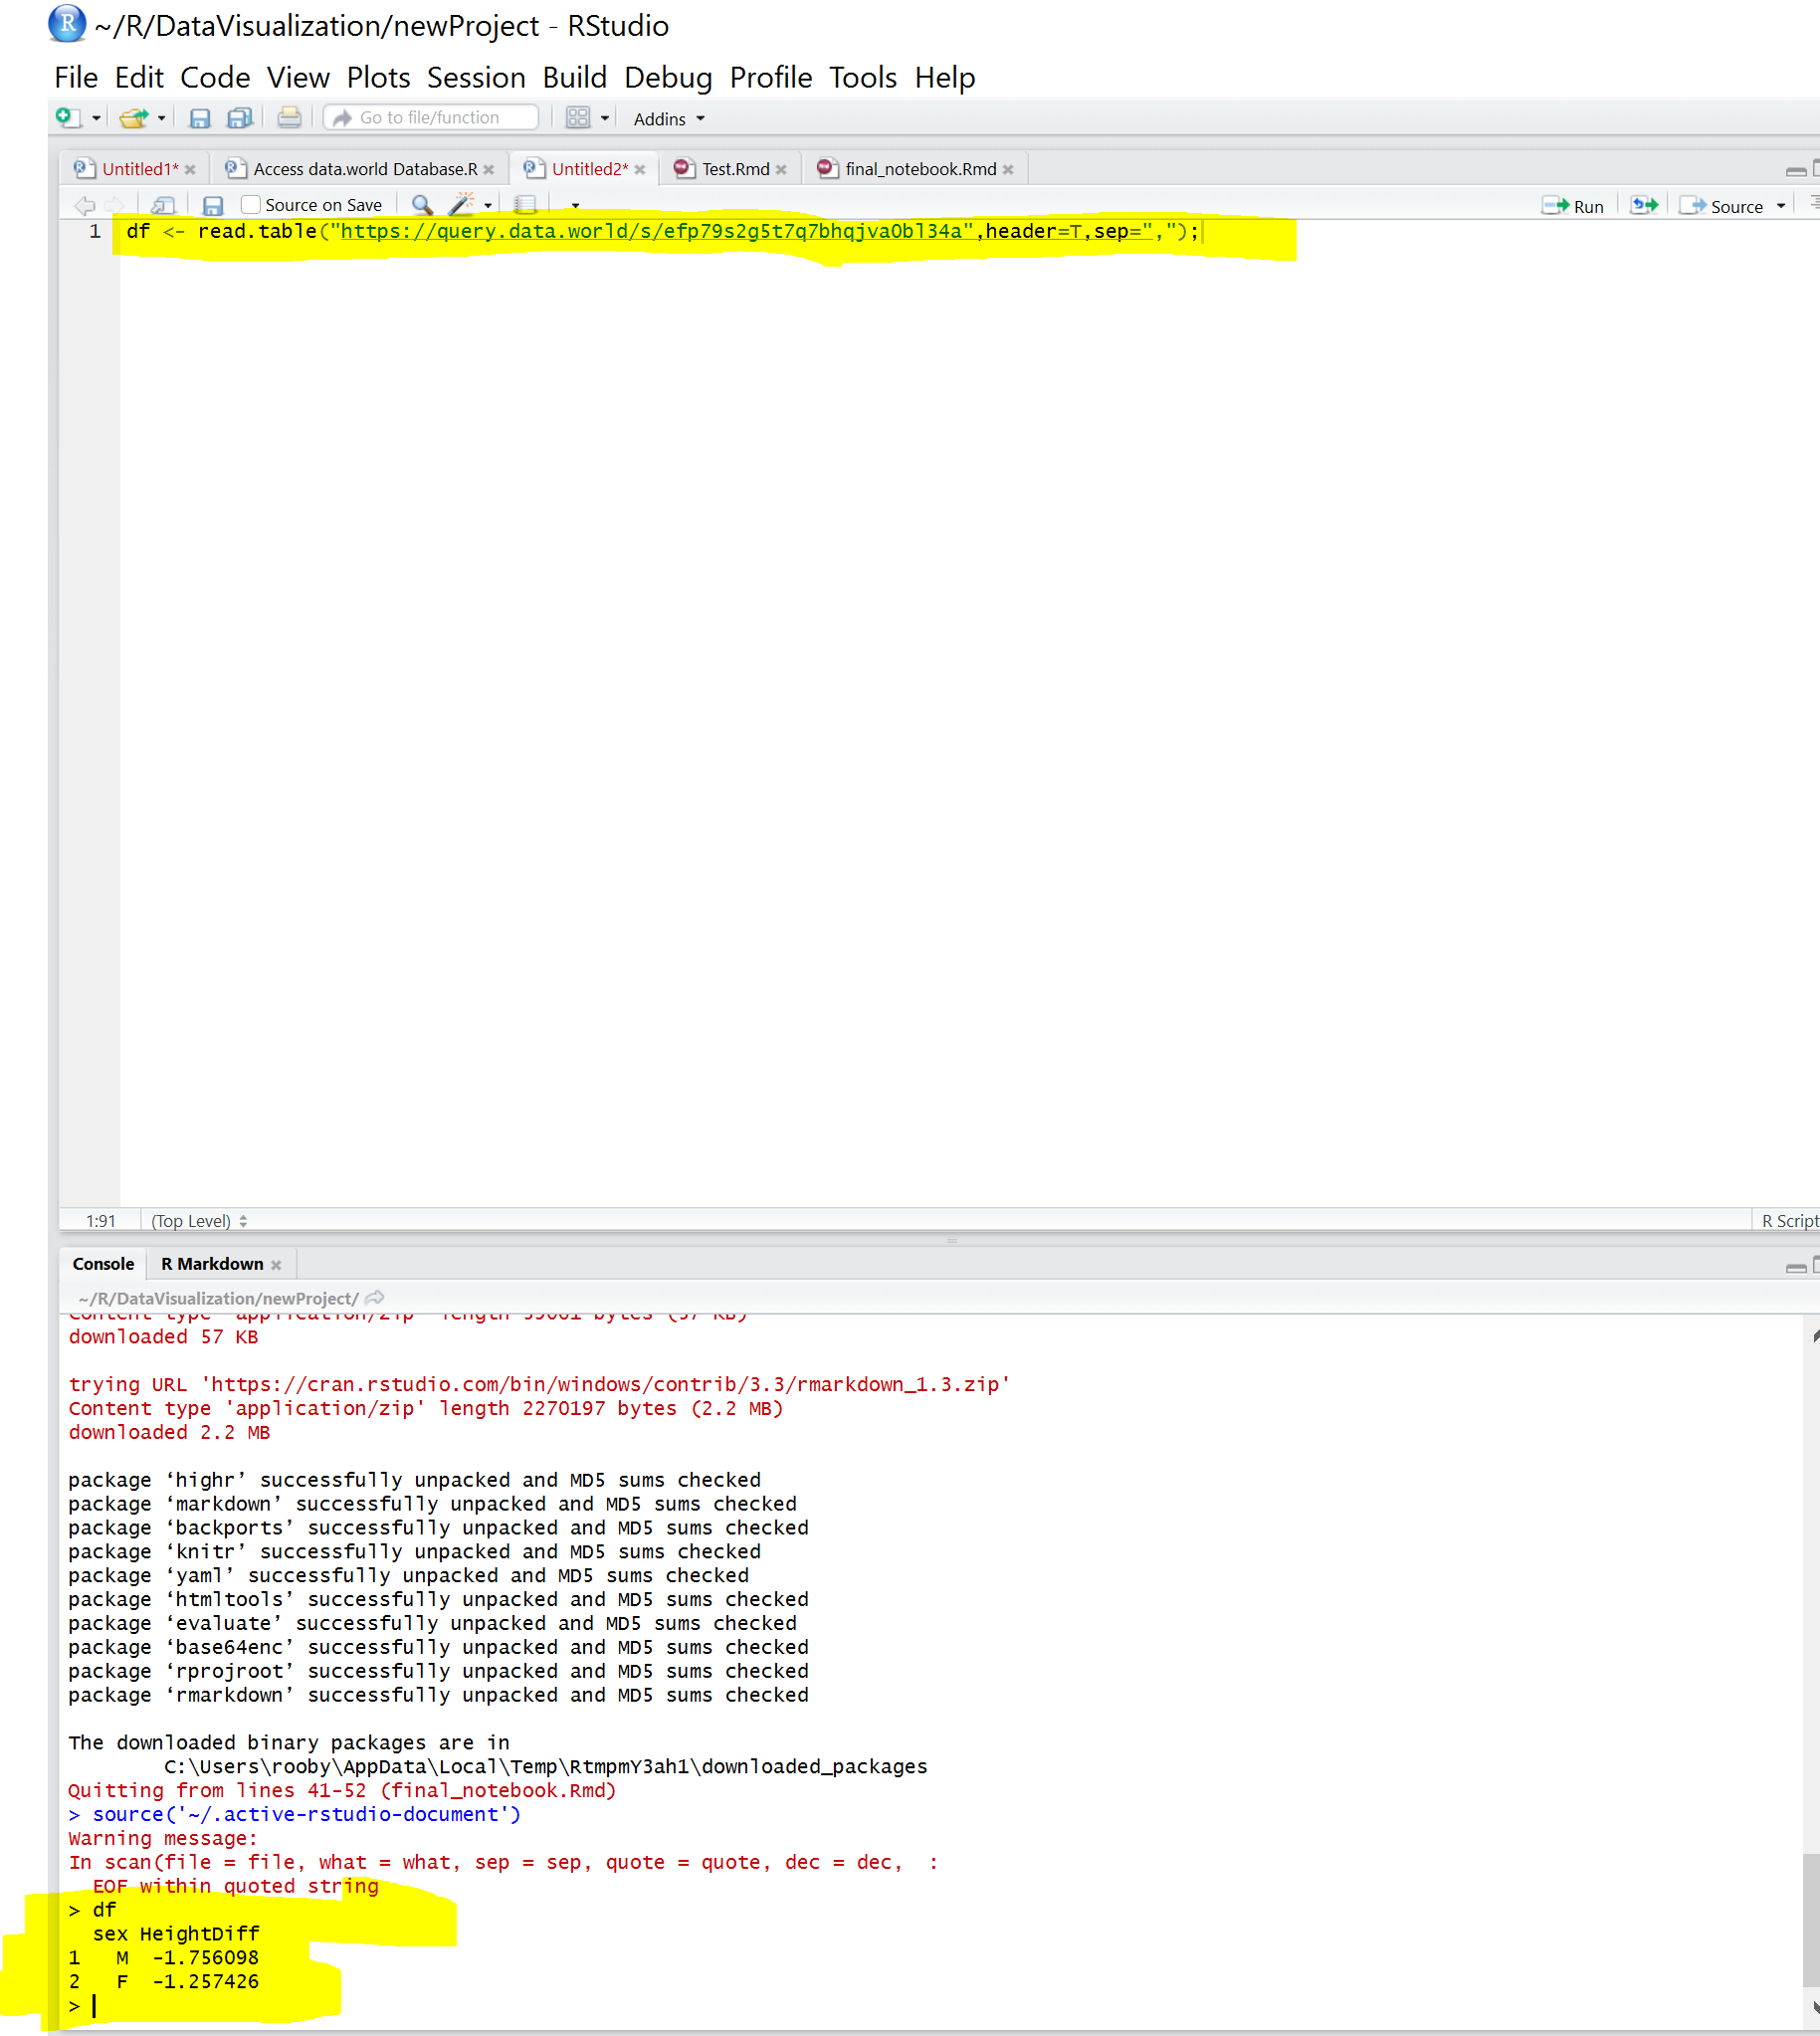 ~/R/DataVisualization/newProject - RStudio
File Edit Code View Plots Session Build Debug Profile Tools Help
Go to file/function Addins
Untitled1* Access data.world Database.R Untitled2* Test.Rmd final_notebook.Rmd
Source on Save Run Source
1 df <- read.table("https://query.data.world/s/efp79s2g5t7q7bhqjva0bl34a",header=T,sep=",");
1:91 (Top Level) R Script
Console R Markdown
~/R/DataVisualization/newProject/
Content type 'application/zip' length 59061 bytes (57 KB)
downloaded 57 KB
trying URL 'https://cran.rstudio.com/bin/windows/contrib/3.3/rmarkdown_1.3.zip'
Content type 'application/zip' length 2270197 bytes (2.2 MB)
downloaded 2.2 MB
package ‘highr’ successfully unpacked and MD5 sums checked
package ‘markdown’ successfully unpacked and MD5 sums checked
package ‘backports’ successfully unpacked and MD5 sums checked
package ‘knitr’ successfully unpacked and MD5 sums checked
package ‘yaml’ successfully unpacked and MD5 sums checked
package ‘htmltools’ successfully unpacked and MD5 sums checked
package ‘evaluate’ successfully unpacked and MD5 sums checked
package ‘base64enc’ successfully unpacked and MD5 sums checked
package ‘rprojroot’ successfully unpacked and MD5 sums checked
package ‘rmarkdown’ successfully unpacked and MD5 sums checked
The downloaded binary packages are in
C:\Users\rooby\AppData\Local\Temp\RtmpmY3ah1\downloaded_packages
Quitting from lines 41-52 (final_notebook.Rmd)
> source('~/.active-rstudio-document')
Warning message:
In scan(file = file, what = what, sep = sep, quote = quote, dec = dec,  :
EOF within quoted string
> df
sex HeightDiff
1 M -1.756098
2 F -1.257426
>